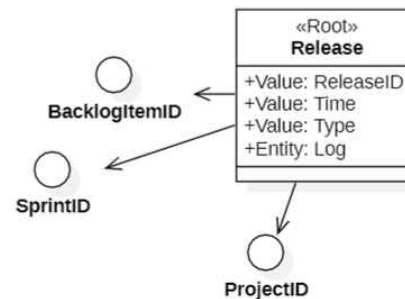 «Root»
Release
+Value: ReleaseID
+Value: Time
+Value: Type
+Entity: Log
BacklogItemID
SprintID
ProjectID